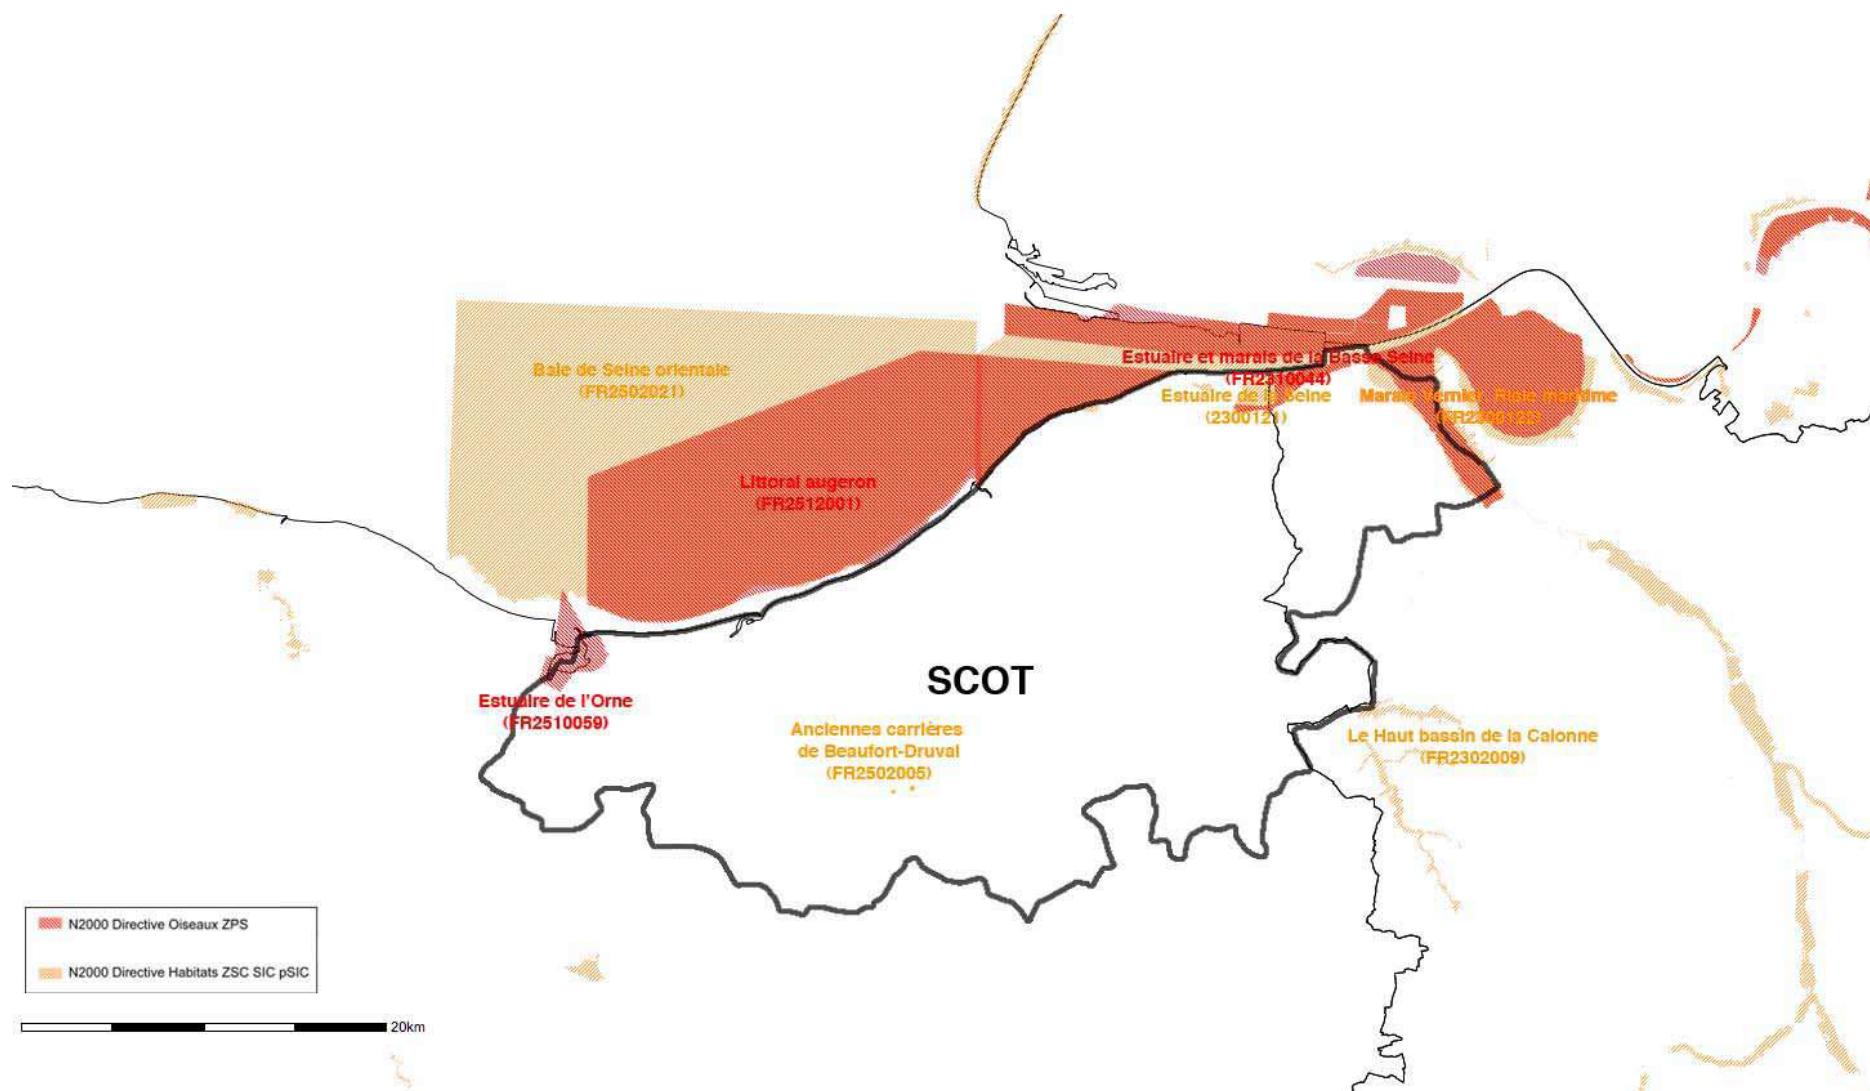 Estuaire et marais de la Basse Seine
(FR2310044)
Baie de Seine orientale
(FR2502021)
Estuaire de la Seine
(2300121)
Marais Vernier, Risle maritime
(FR2300122)
Littoral augeron
(FR2512001)
SCOT
Estuaire de l'Orne
(FR2510059)
Anciennes carrières
de Beaufort-Druval
(FR2502005)
Le Haut bassin de la Calonne
(FR2302009)
N2000 Directive Oiseaux ZPS
N2000 Directive Habitats ZSC SIC pSIC
20km